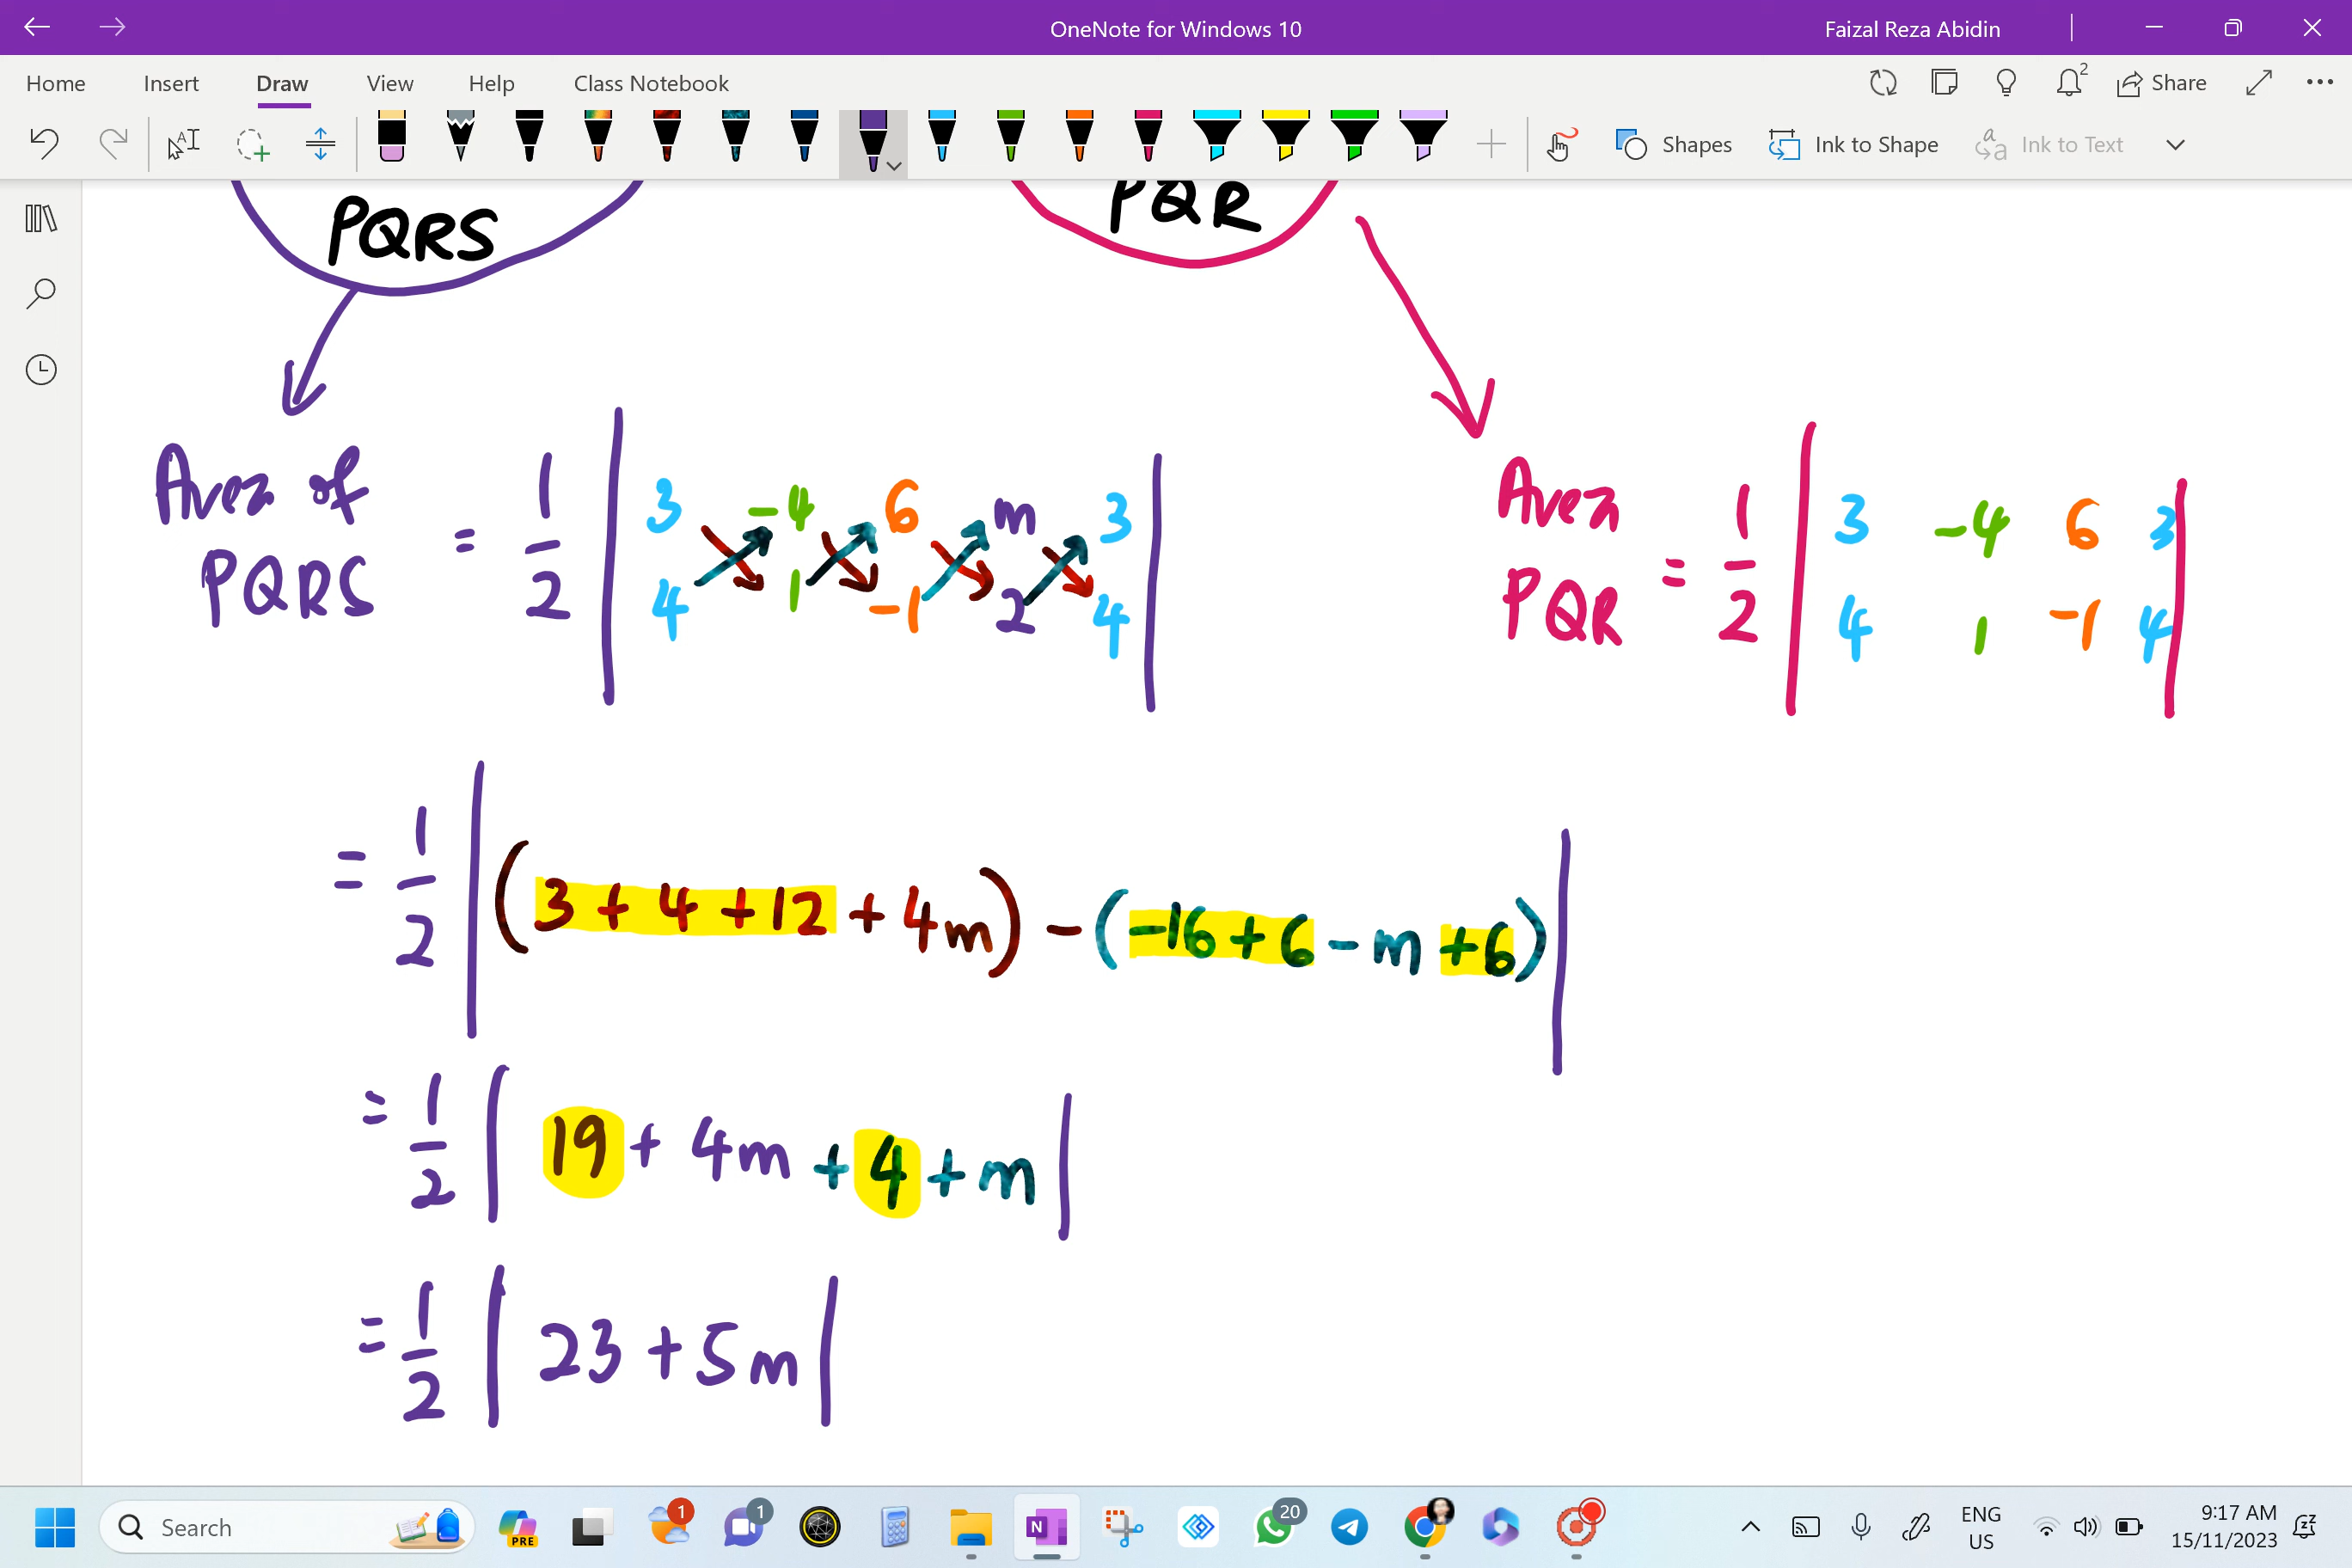 OneNote for Windows 10
Faizal Reza Abidin
Home Insert Draw View Help Class Notebook
2 Share
Shapes Ink to Shape Ink to Text
PQRS PQR
Area of PQRS = 1/2 | 3 -4 6 m 3
4 1 -1 2 4 |
Area PQR = 1/2 | 3 -4 6 3
4 1 -1 4 |
= 1/2 | (3 + 4 + 12 + 4m) - (-16 + 6 - m + 6) |
= 1/2 | 19 + 4m + 4 + m |
= 1/2 | 23 + 5m |
Search
PRE
1
1
20
ENG
US
9:17 AM
15/11/2023